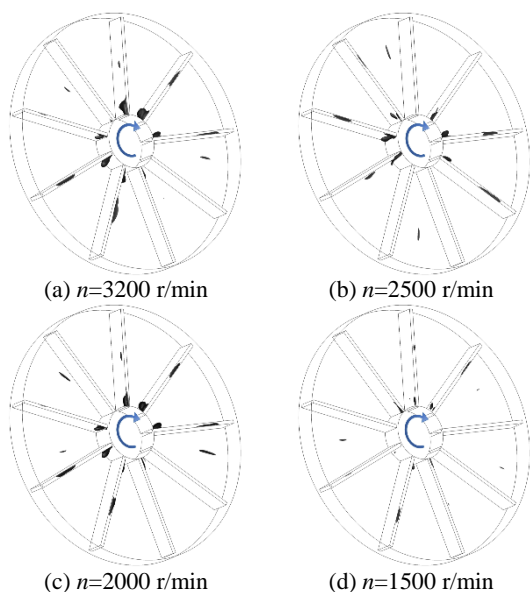 (a) n=3200 r/min
(b) n=2500 r/min
(c) n=2000 r/min
(d) n=1500 r/min